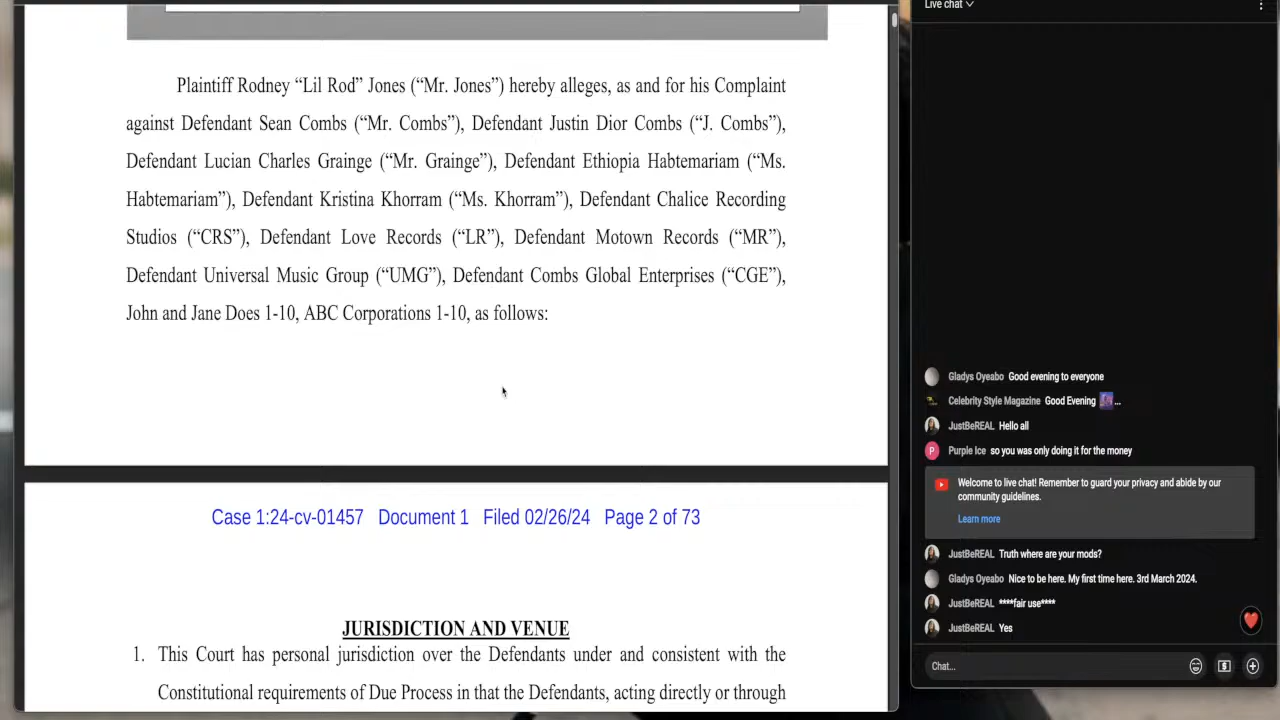 Plaintiff Rodney “Lil Rod” Jones (“Mr. Jones”) hereby alleges, as and for his Complaint
against Defendant Sean Combs (“Mr. Combs”), Defendant Justin Dior Combs (“J. Combs”),
Defendant Lucian Charles Grainge (“Mr. Grainge”), Defendant Ethiopia Habtemariam (“Ms.
Habtemariam”), Defendant Kristina Khorram (“Ms. Khorram”), Defendant Chalice Recording
Studios (“CRS”), Defendant Love Records (“LR”), Defendant Motown Records (“MR”),
Defendant Universal Music Group (“UMG”), Defendant Combs Global Enterprises (“CGE”),
John and Jane Does 1-10, ABC Corporations 1-10, as follows:
Case 1:24-cv-01457 Document 1 Filed 02/26/24 Page 2 of 73
JURISDICTION AND VENUE
1. This Court has personal jurisdiction over the Defendants under and consistent with the
Constitutional requirements of Due Process in that the Defendants, acting directly or through
Live chat
Gladys Oyeabo Good evening to everyone
Celebrity Style Magazine Good Evening ...
JustBeREAL Hello all
P Purple Ice so you was only doing it for the money
Welcome to live chat! Remember to guard your privacy and abide by our
community guidelines.
Learn more
JustBeREAL Truth where are your mods?
Gladys Oyeabo Nice to be here. My first time here. 3rd March 2024.
JustBeREAL ****fair use****
JustBeREAL Yes
Chat...